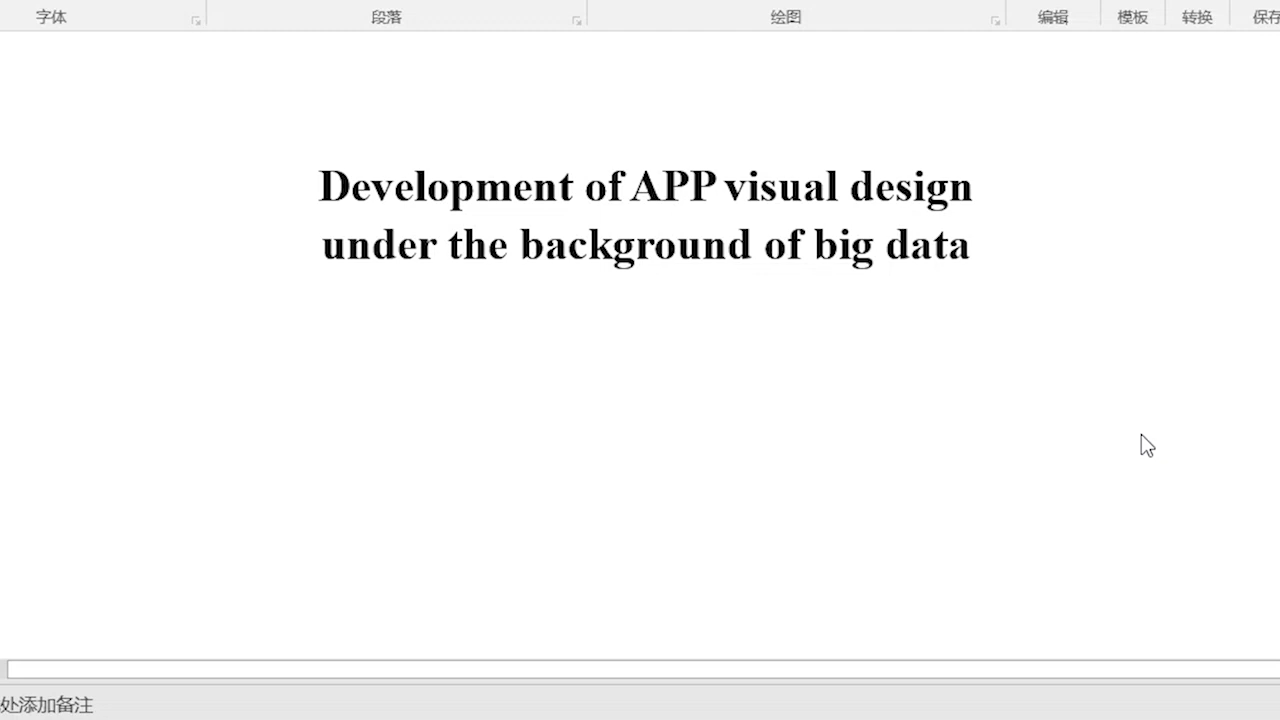 字体
段落
绘图
编辑
模板
转换
保存
Development of APP visual design
under the background of big data
处添加备注